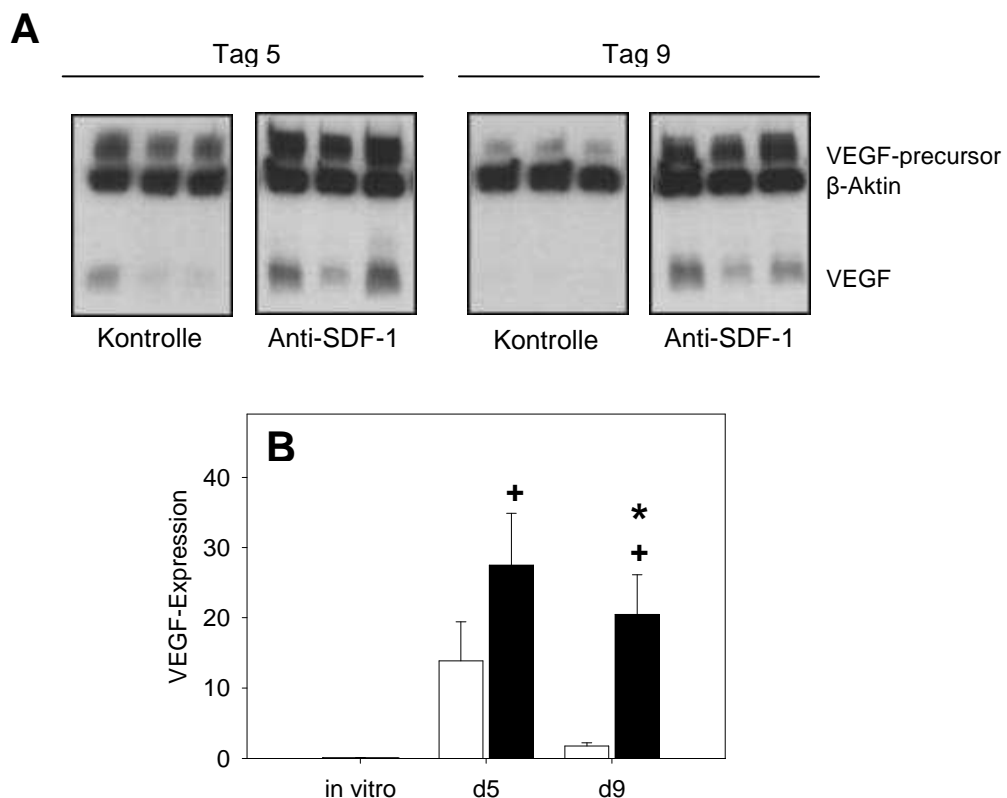 A
Tag 5 Tag 9
VEGF-precursor
β-Aktin
VEGF
Kontrolle Anti-SDF-1 Kontrolle Anti-SDF-1
B
VEGF-Expression
40
30
20
10
0
+
*
+
in vitro d5 d9